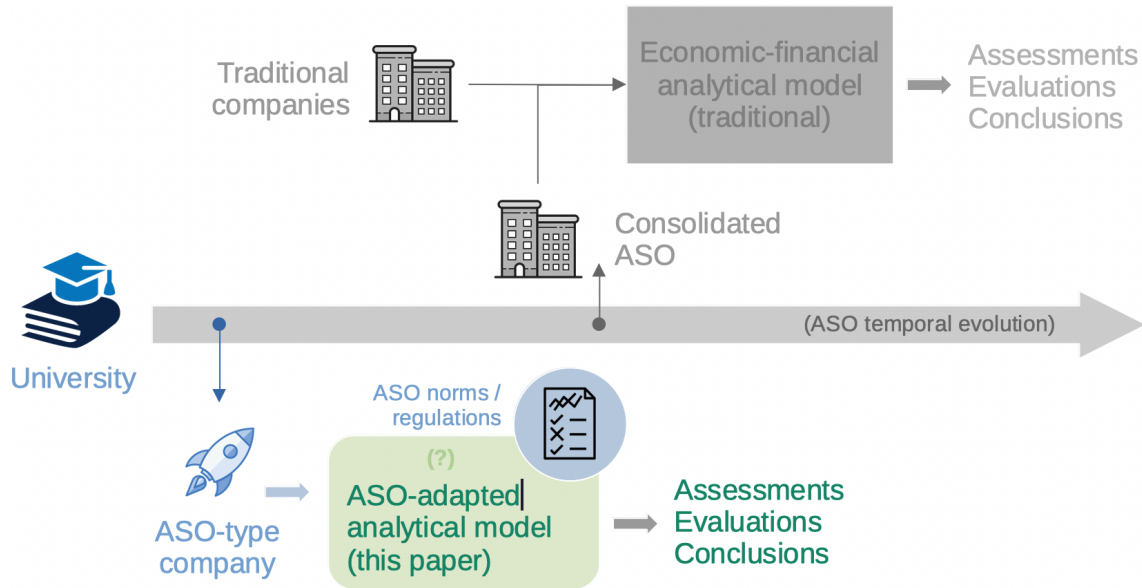 Traditional
companies
Economic-financial
analytical model
(traditional)
Assessments
Evaluations
Conclusions
Consolidated
ASO
(ASO temporal evolution)
University
ASO norms /
regulations
ASO-type
company
(?)
ASO-adapted
analytical model
(this paper)
Assessments
Evaluations
Conclusions